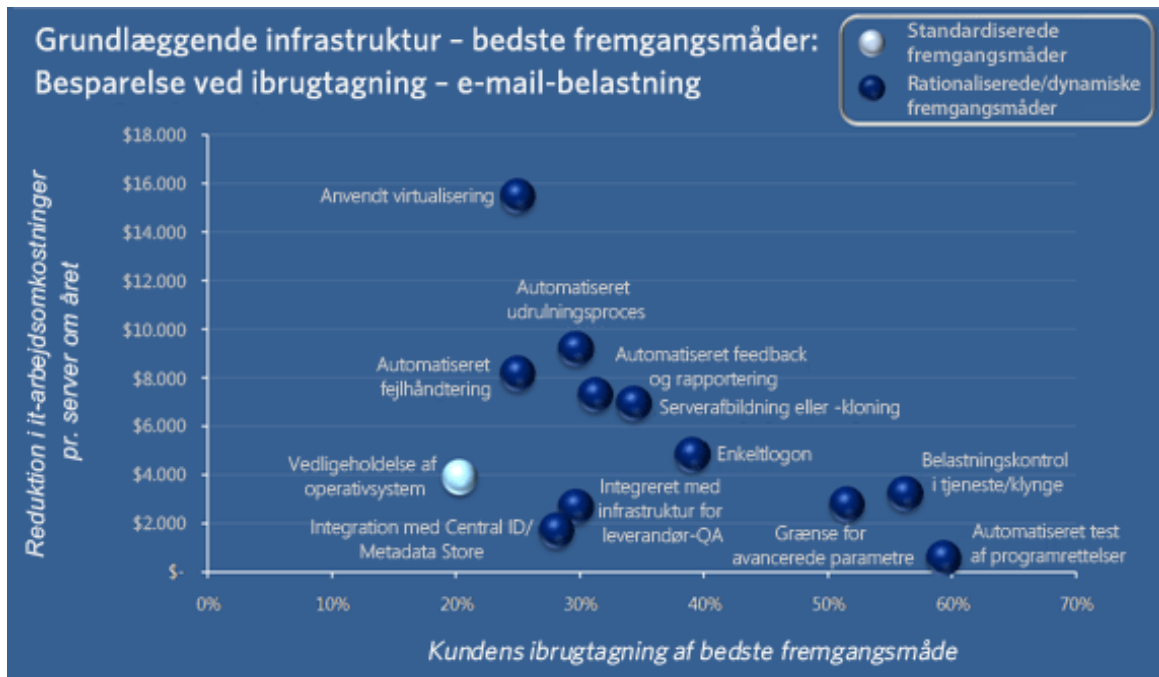 Grundlæggende infrastruktur – bedste fremgangsmåder:
Besparelse ved ibrugtagning – e-mail-belastning
Standardiserede
fremgangsmåder
Rationaliserede/dynamiske
fremgangsmåder
Reduktion i it-arbejdsomkostninger
pr. server om året
$18.000
$16.000
$14.000
$12.000
$10.000
$8.000
$6.000
$4.000
$2.000
$-
Anvendt virtualisering
Automatiseret
udrulningsproces
Automatiseret
fejlhåndtering
Automatiseret feedback
og rapportering
Serverafbildning eller -kloning
Enkeltlogon
Vedligeholdelse af
operativsystem
Integreret med
infrastruktur for
leverandør-QA
Integration med Central ID/
Metadata Store
Belastningskontrol
i tjeneste/klynge
Grænse for
avancerede parametre
Automatiseret test
af programrettelser
0%
10%
20%
30%
40%
50%
60%
70%
Kundens ibrugtagning af bedste fremgangsmåde